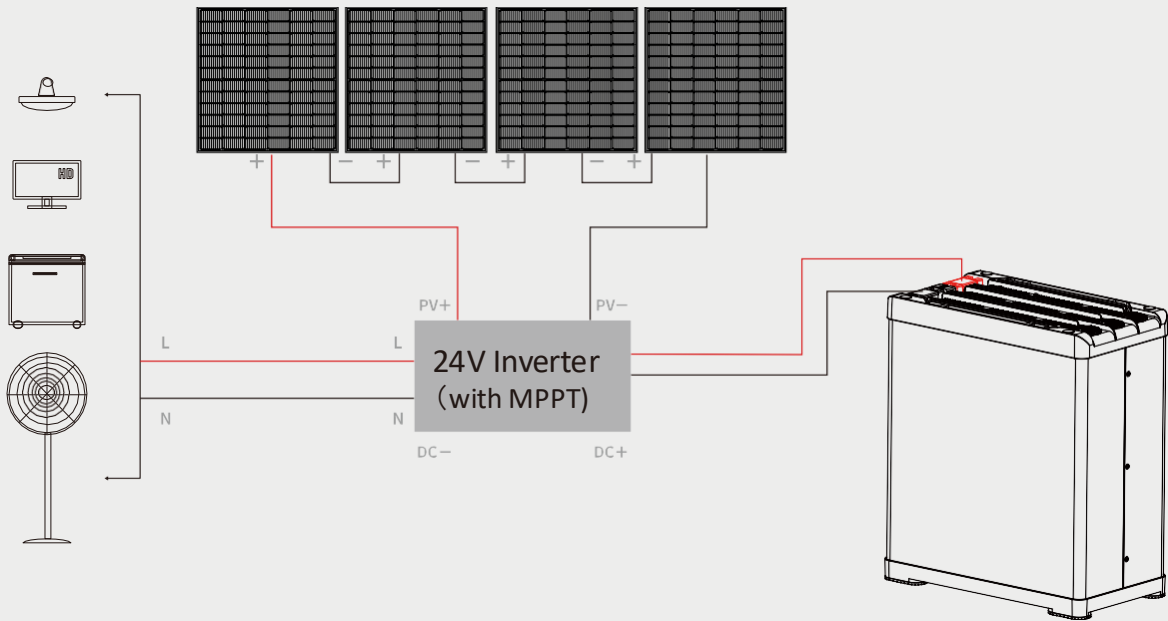 HD
+
− +
− +
− +
PV+
PV−
L
L
24V Inverter
（with MPPT)
N
N
DC−
DC+